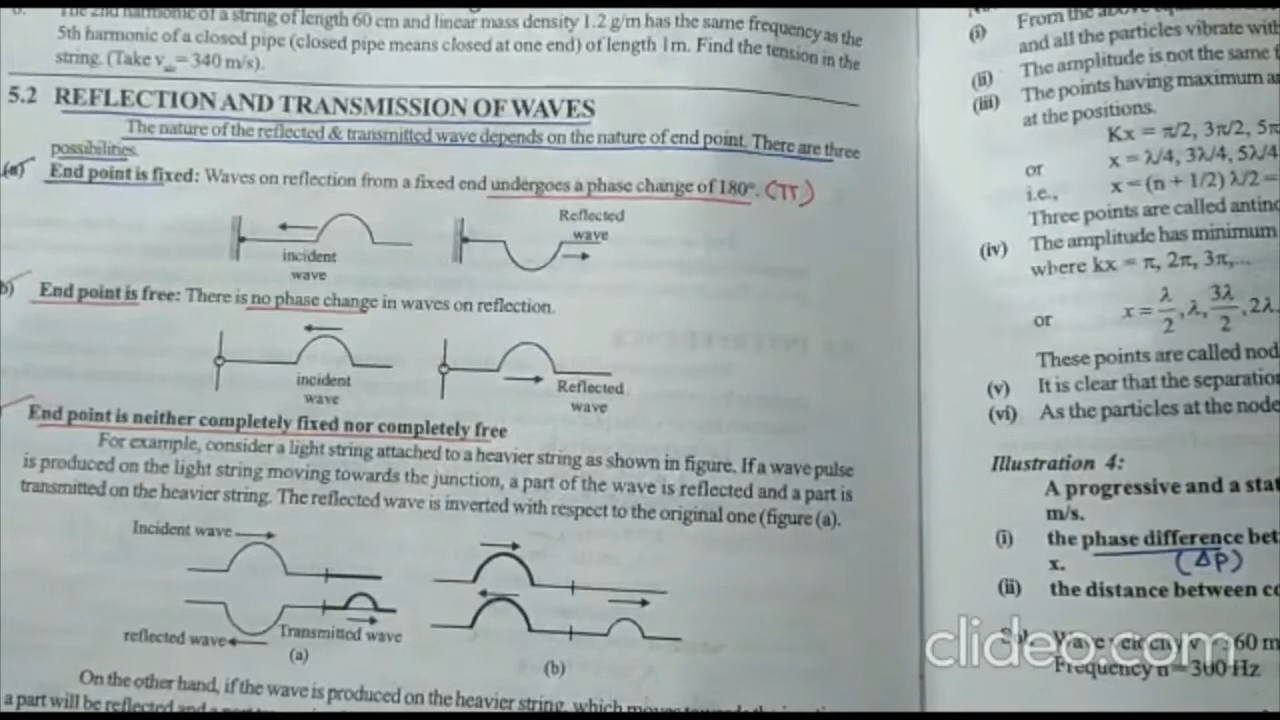 The 2nd harmonic of a string of length 60 cm and linear mass density 1.2 g/m has the same frequency as the
5th harmonic of a closed pipe (closed pipe means closed at one end) of length 1m. Find the tension in the
string. (Take v = 340 m/s).
5.2 REFLECTION AND TRANSMISSION OF WAVES
The nature of the reflected & transmitted wave depends on the nature of end point. There are three
possibilities.
(a) End point is fixed: Waves on reflection from a fixed end undergoes a phase change of 180°. (π)
incident
wave
Reflected
wave
b) End point is free: There is no phase change in waves on reflection.
incident
wave
Reflected
wave
End point is neither completely fixed nor completely free
For example, consider a light string attached to a heavier string as shown in figure. If a wave pulse
is produced on the light string moving towards the junction, a part of the wave is reflected and a part is
transmitted on the heavier string. The reflected wave is inverted with respect to the original one (figure (a).
Incident wave
reflected wave
Transmitted wave
(a)
(b)
On the other hand, if the wave is produced on the heavier string, which moves towards the
a part will be reflected and a part
(i) From the above
and all the particles vibrate with
(ii) The amplitude is not the same
(iii) The points having maximum
at the positions.
Kx = π/2, 3π/2, 5π
or x = λ/4, 3λ/4, 5λ/4
i.e., x = (n + 1/2) λ/2 =
Three points are called
(iv) The amplitude has minimum
where kx = π, 2π, 3π,...
or x = λ/2, λ, 3λ/2, 2λ
These points are called
(v) It is clear that the
(vi) As the particles at the node
Illustration 4:
A progressive and a
m/s.
(i) the phase difference
x. (ΔP)
(ii) the distance between
Wave velocity v = 360 m
Frequency n = 300 Hz
clideo.com